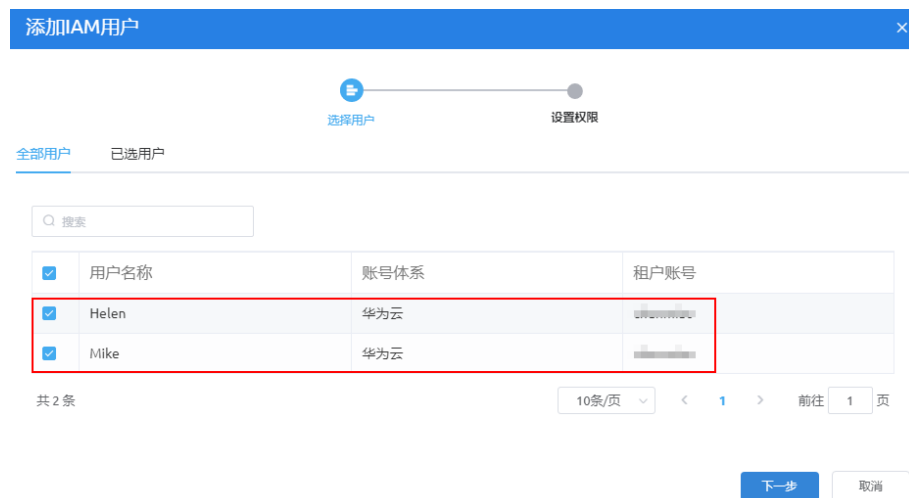 添加IAM用户
选择用户 设置权限
全部用户 已选用户
搜索
用户名称 账号体系 租户账号
Helen 华为云
Mike 华为云
共 2 条 10条/页 1 前往 1 页
下一步 取消